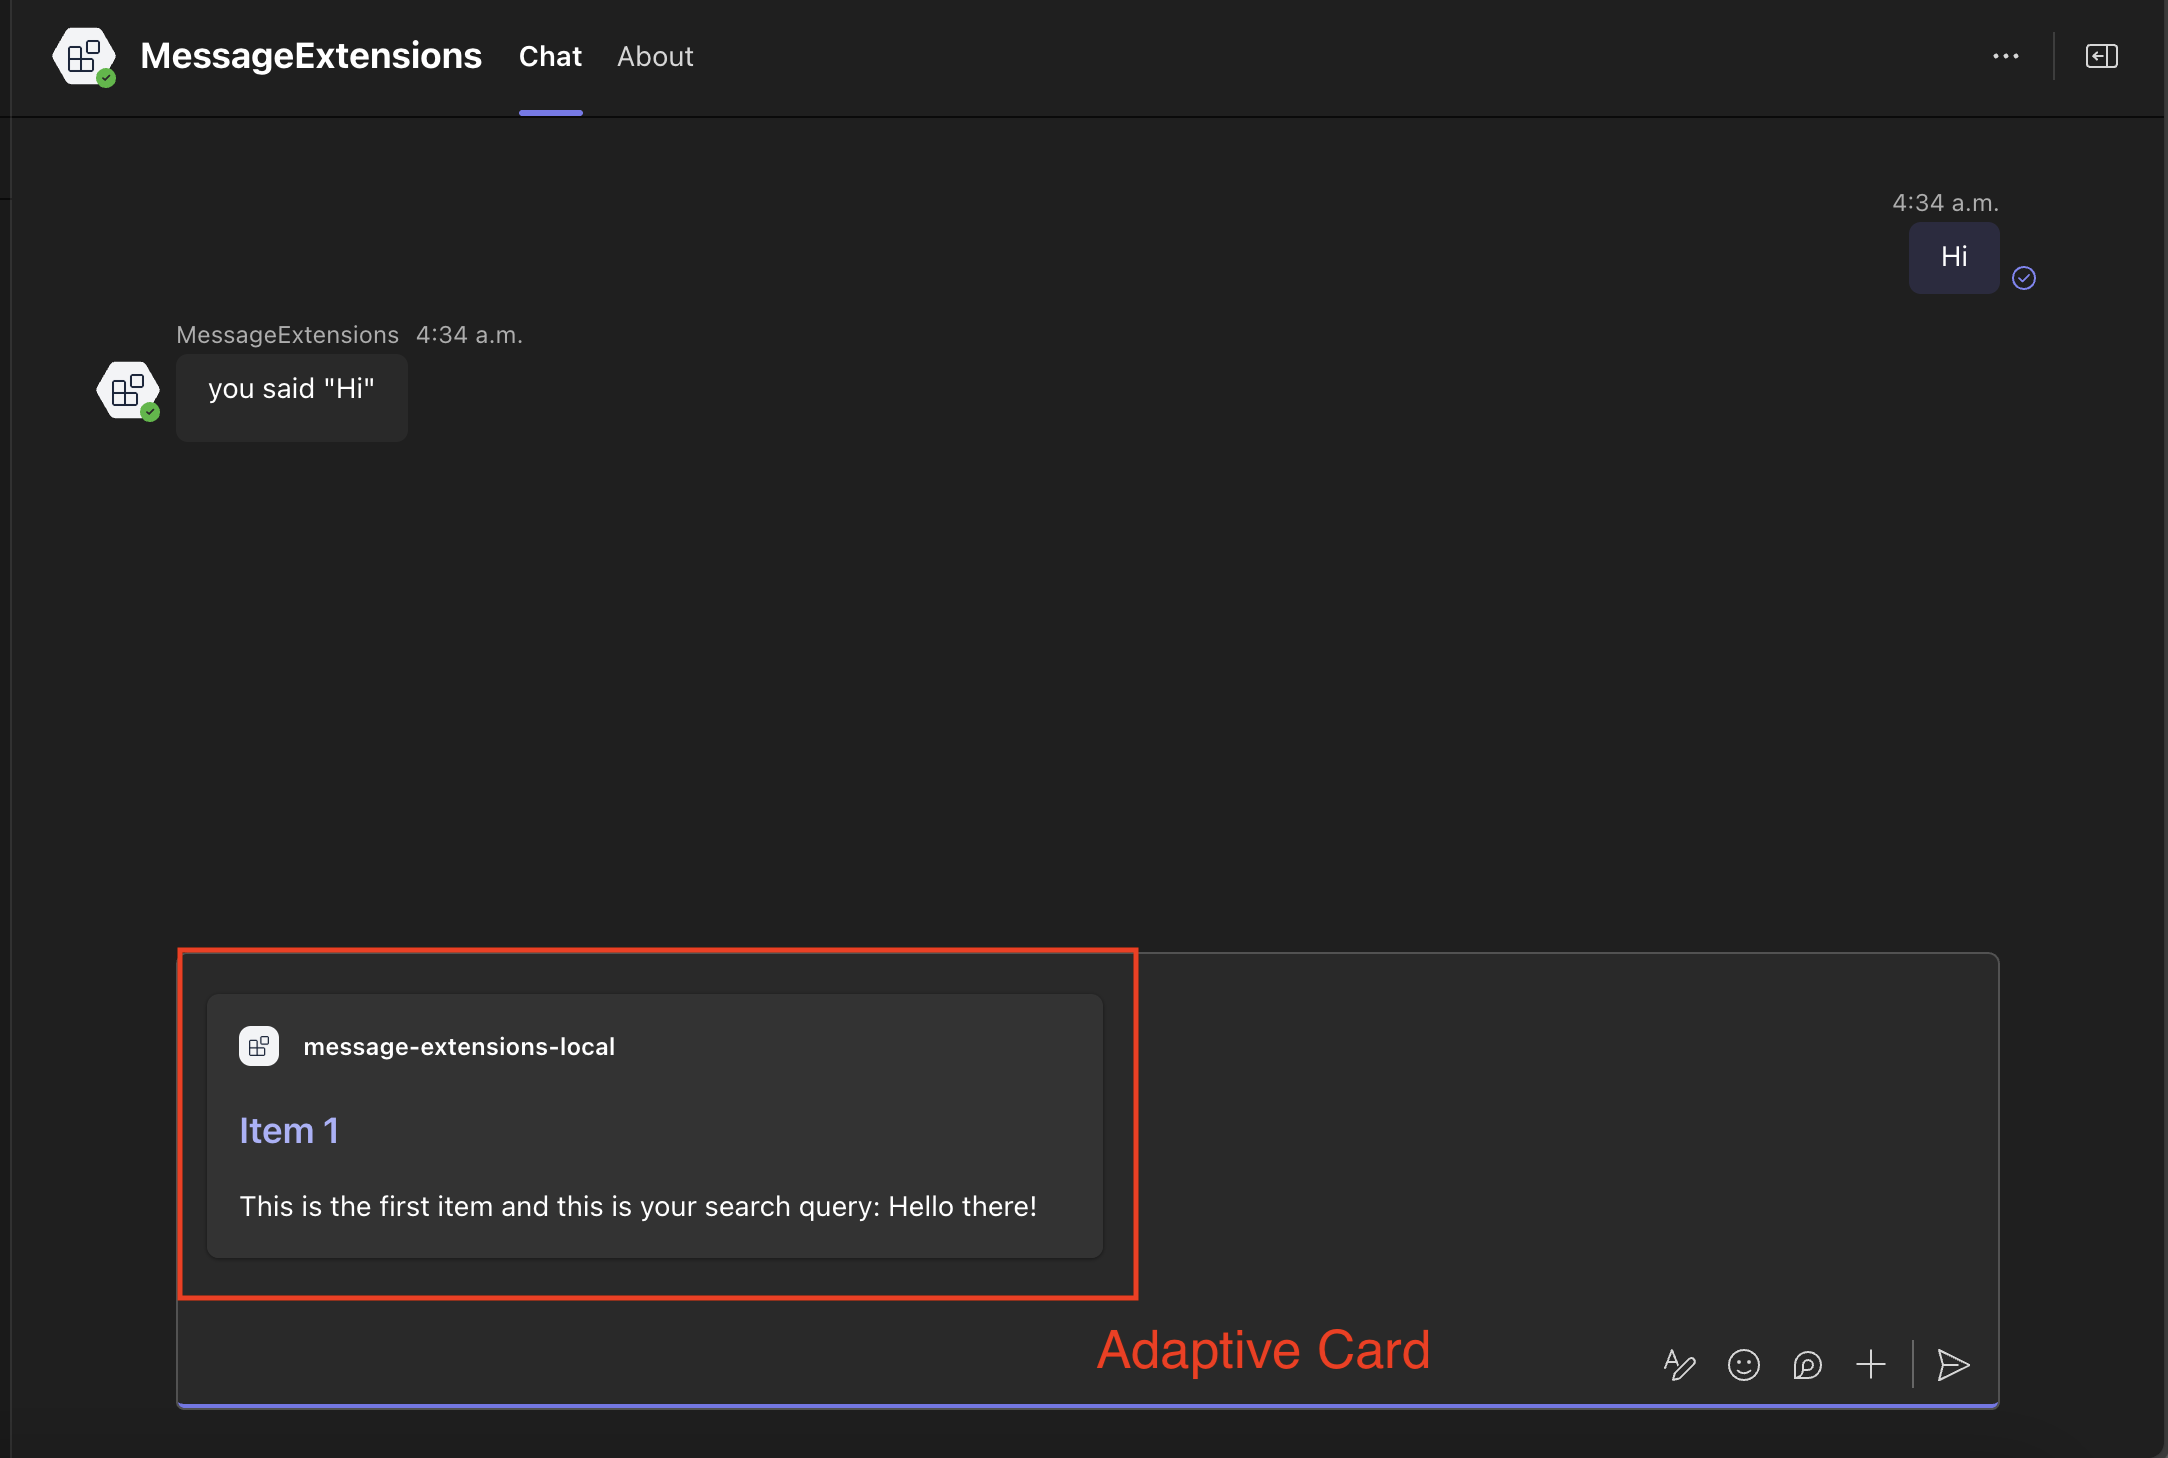 MessageExtensions Chat About
4:34 a.m.
Hi
MessageExtensions 4:34 a.m.
you said "Hi"
message-extensions-local
Item 1
This is the first item and this is your search query: Hello there!
Adaptive Card